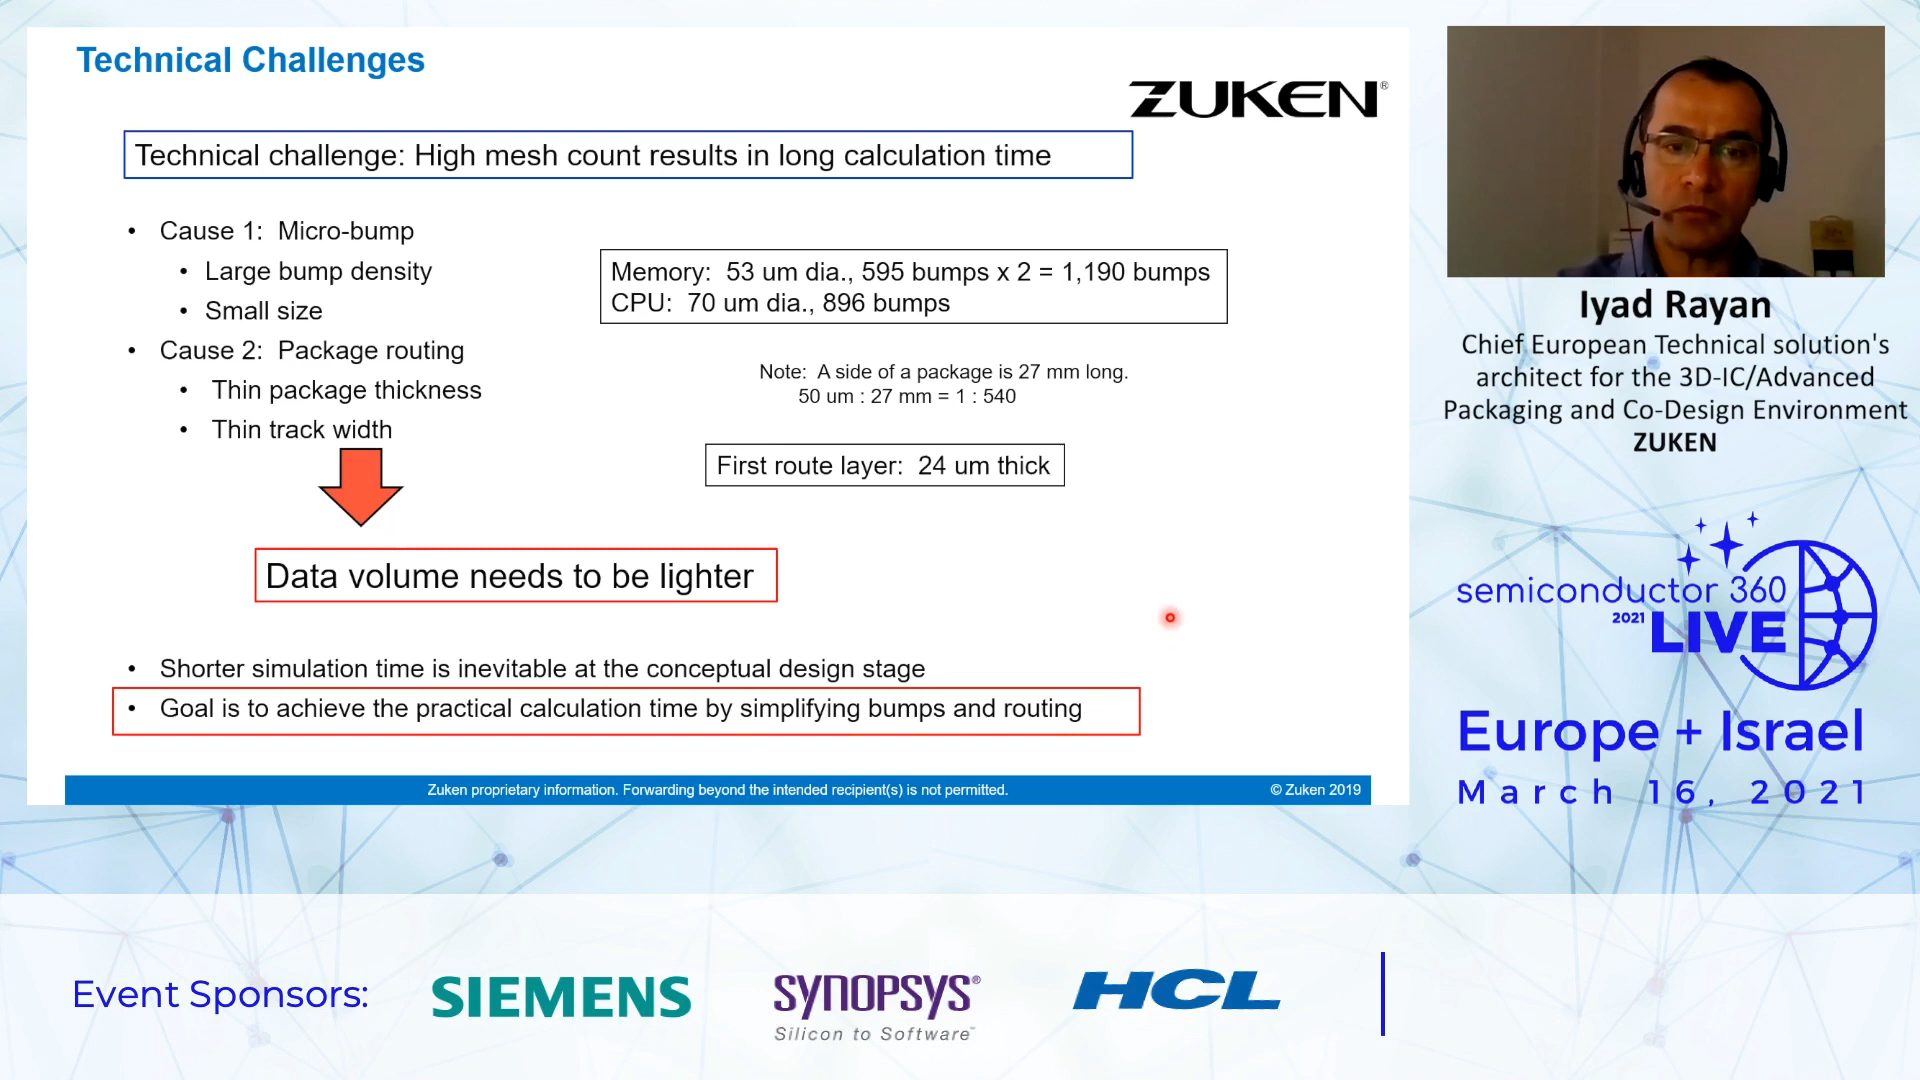 Technical Challenges
ZUKEN®
Technical challenge: High mesh count results in long calculation time
• Cause 1: Micro-bump
• Large bump density
• Small size
• Cause 2: Package routing
• Thin package thickness
• Thin track width
Memory: 53 um dia., 595 bumps x 2 = 1,190 bumps
CPU: 70 um dia., 896 bumps
Note: A side of a package is 27 mm long.
50 um : 27 mm = 1 : 540
First route layer: 24 um thick
Data volume needs to be lighter
• Shorter simulation time is inevitable at the conceptual design stage
• Goal is to achieve the practical calculation time by simplifying bumps and routing
Zuken proprietary information. Forwarding beyond the intended recipient(s) is not permitted.
© Zuken 2019
Iyad Rayan
Chief European Technical solution's
architect for the 3D-IC/Advanced
Packaging and Co-Design Environment
ZUKEN
semiconductor 360
2021 LIVE
Europe + Israel
March 16, 2021
Event Sponsors:
SIEMENS
SYNOPSYS®
Silicon to Software™
HCL